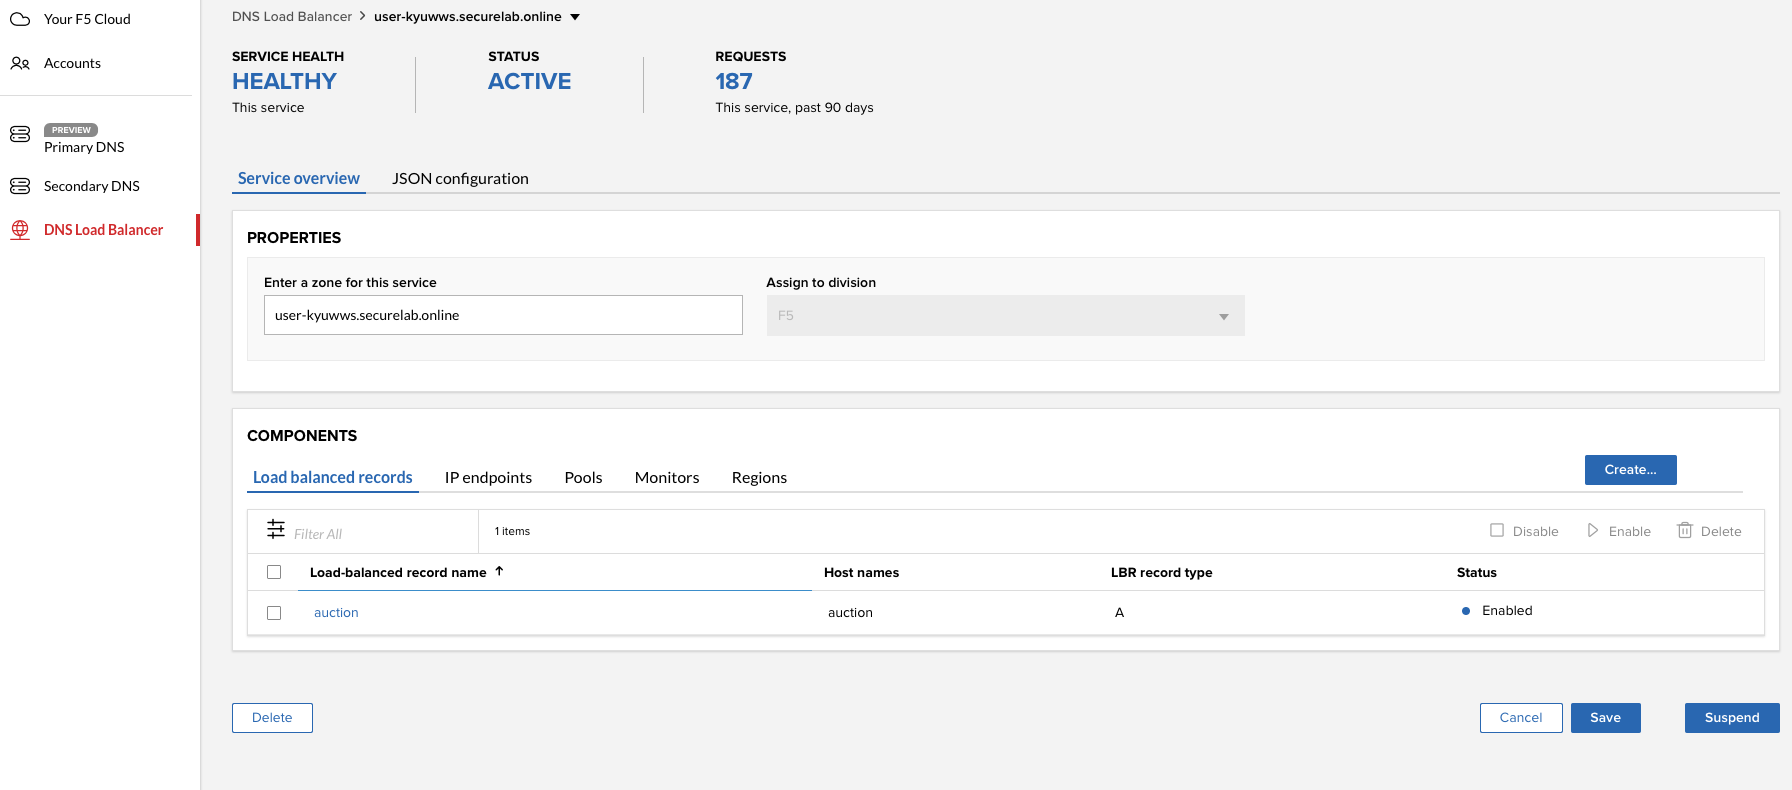 Your F5 Cloud
Accounts
PREVIEW
Primary DNS
Secondary DNS
DNS Load Balancer
DNS Load Balancer > user-kyuwws.securelab.online
SERVICE HEALTH
HEALTHY
This service
STATUS
ACTIVE
REQUESTS
187
This service, past 90 days
Service overview JSON configuration
PROPERTIES
Enter a zone for this service
user-kyuwws.securelab.online
Assign to division
F5
COMPONENTS
Load balanced records IP endpoints Pools Monitors Regions
Create...
Filter All
1 items
Disable Enable Delete
Load-balanced record name Host names LBR record type Status
auction auction A Enabled
Delete Cancel Save Suspend